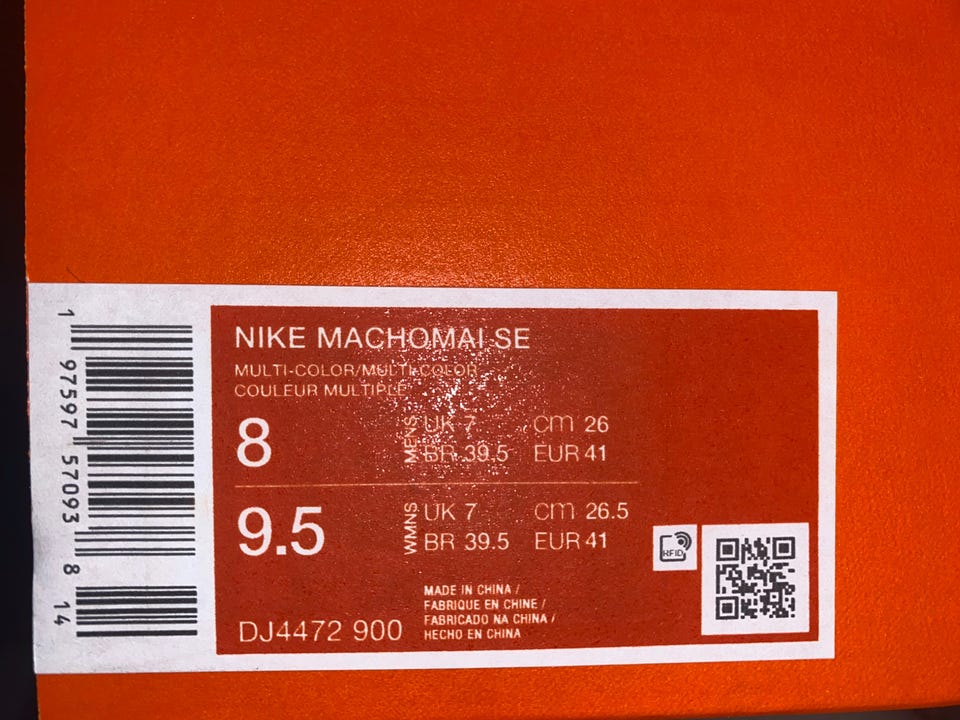 NIKE MACHOMAI SE
MULTI-COLOR/MULTI-COLOR
COULEUR MULTIPLE
8 MENS UK 7 cm 26
BR 39.5 EUR 41
9.5 WMNS UK 7 cm 26.5
BR 39.5 EUR 41
RFID
MADE IN CHINA /
FABRIQUE EN CHINE /
FABRICADO NA CHINA /
HECHO EN CHINA
DJ4472 900
1 97597 57093 8 14